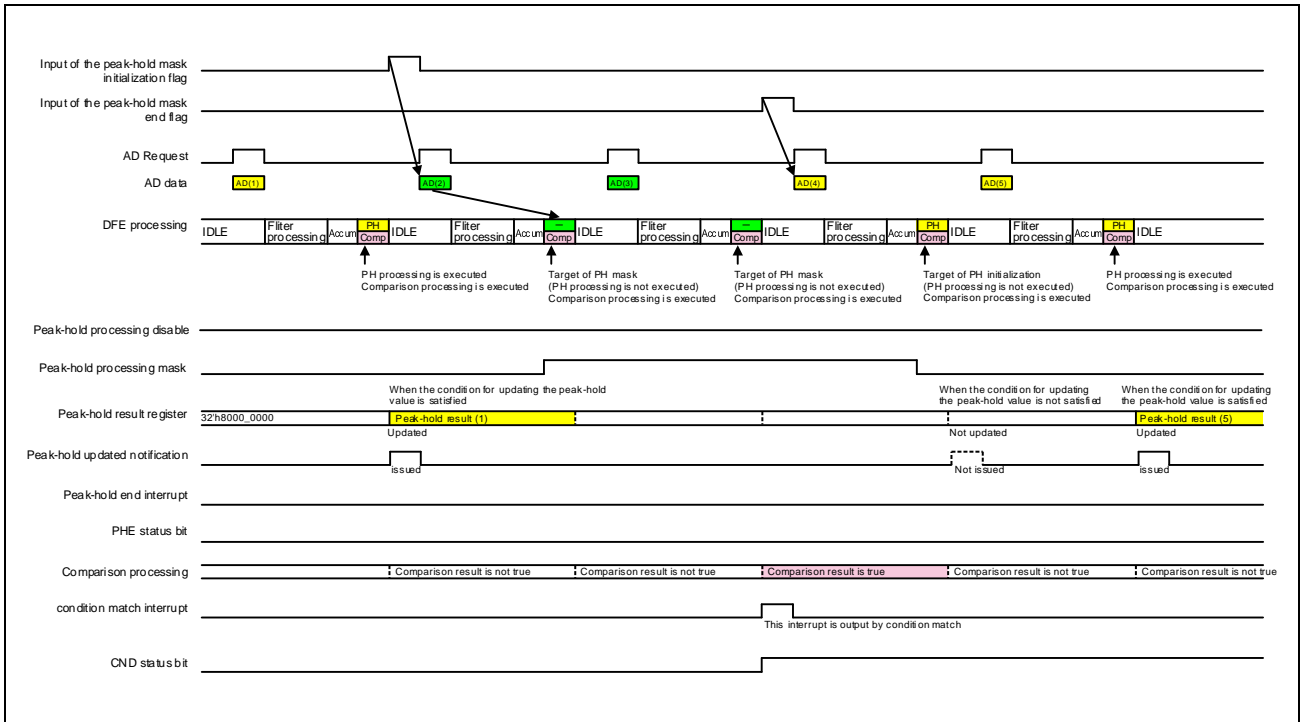 Input of the peak-hold mask
initialization flag
Input of the peak-hold mask
end flag
AD Request
AD data
AD(1)
AD(2)
AD(3)
AD(4)
AD(5)
DFE processing
IDLE
Fliter
processing
Accum
PH
Comp
IDLE
Fliter
processing
Accum
—
Comp
IDLE
Fliter
processing
Accum
—
Comp
IDLE
Fliter
processing
Accum
PH
Comp
IDLE
Fliter
processing
Accum
PH
Comp
IDLE
PH processing is executed
Comparison processing is executed
Target of PH mask
(PH processing is not executed)
Comparison processing is executed
Target of PH mask
(PH processing is not executed)
Comparison processing is executed
Target of PH initialization
(PH processing is not executed)
Comparison processing is executed
PH processing is executed
Comparison processing is executed
Peak-hold processing disable
Peak-hold processing mask
When the condition for updating the peak-hold
value is satisfied
When the condition for updating
the peak-hold value is not satisfied
When the condition for updating
the peak-hold value is satisfied
Peak-hold result register
32'h8000_0000
Peak-hold result (1)
Peak-hold result (5)
Updated
Not updated
Updated
Peak-hold updated notification
issued
Not issued
issued
Peak-hold end interrupt
PHE status bit
Comparison processing
Comparison result is not true
Comparison result is not true
Comparison result is true
Comparison result is not true
Comparison result is not true
condition match interrupt
This interrupt is output by condition match
CND status bit